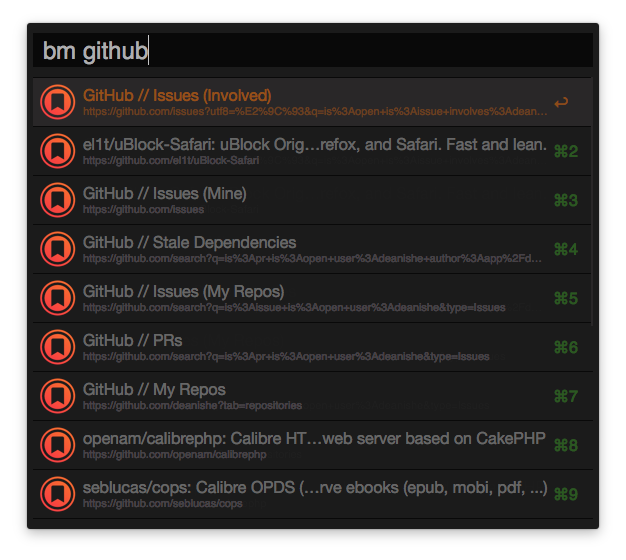 bm github
GitHub // Issues (Involved)
https://github.com/issues?utf8=%E2%9C%93&q=is%3Aopen+is%3Aissue+involves%3Adean...
↩
el1t/uBlock-Safari: uBlock Orig...refox, and Safari. Fast and lean.
https://github.com/el1t/uBlock-Safari
⌘2
GitHub // Issues (Mine)
https://github.com/issues
⌘3
GitHub // Stale Dependencies
https://github.com/search?q=is%3Apr+is%3Aopen+user%3Adeanishe+author%3Aapp%2Fd...
⌘4
GitHub // Issues (My Repos)
https://github.com/search?q=is%3Aissue+is%3Aopen+user%3Adeanishe&type=Issues
⌘5
GitHub // PRs
https://github.com/search?q=is%3Apr+is%3Aopen+user%3Adeanishe&type=Issues
⌘6
GitHub // My Repos
https://github.com/deanishe?tab=repositories
⌘7
openam/calibrephp: Calibre HT...web server based on CakePHP
https://github.com/openam/calibrephp
⌘8
seblucas/cops: Calibre OPDS (...rve ebooks (epub, mobi, pdf, ...)
https://github.com/seblucas/cops
⌘9